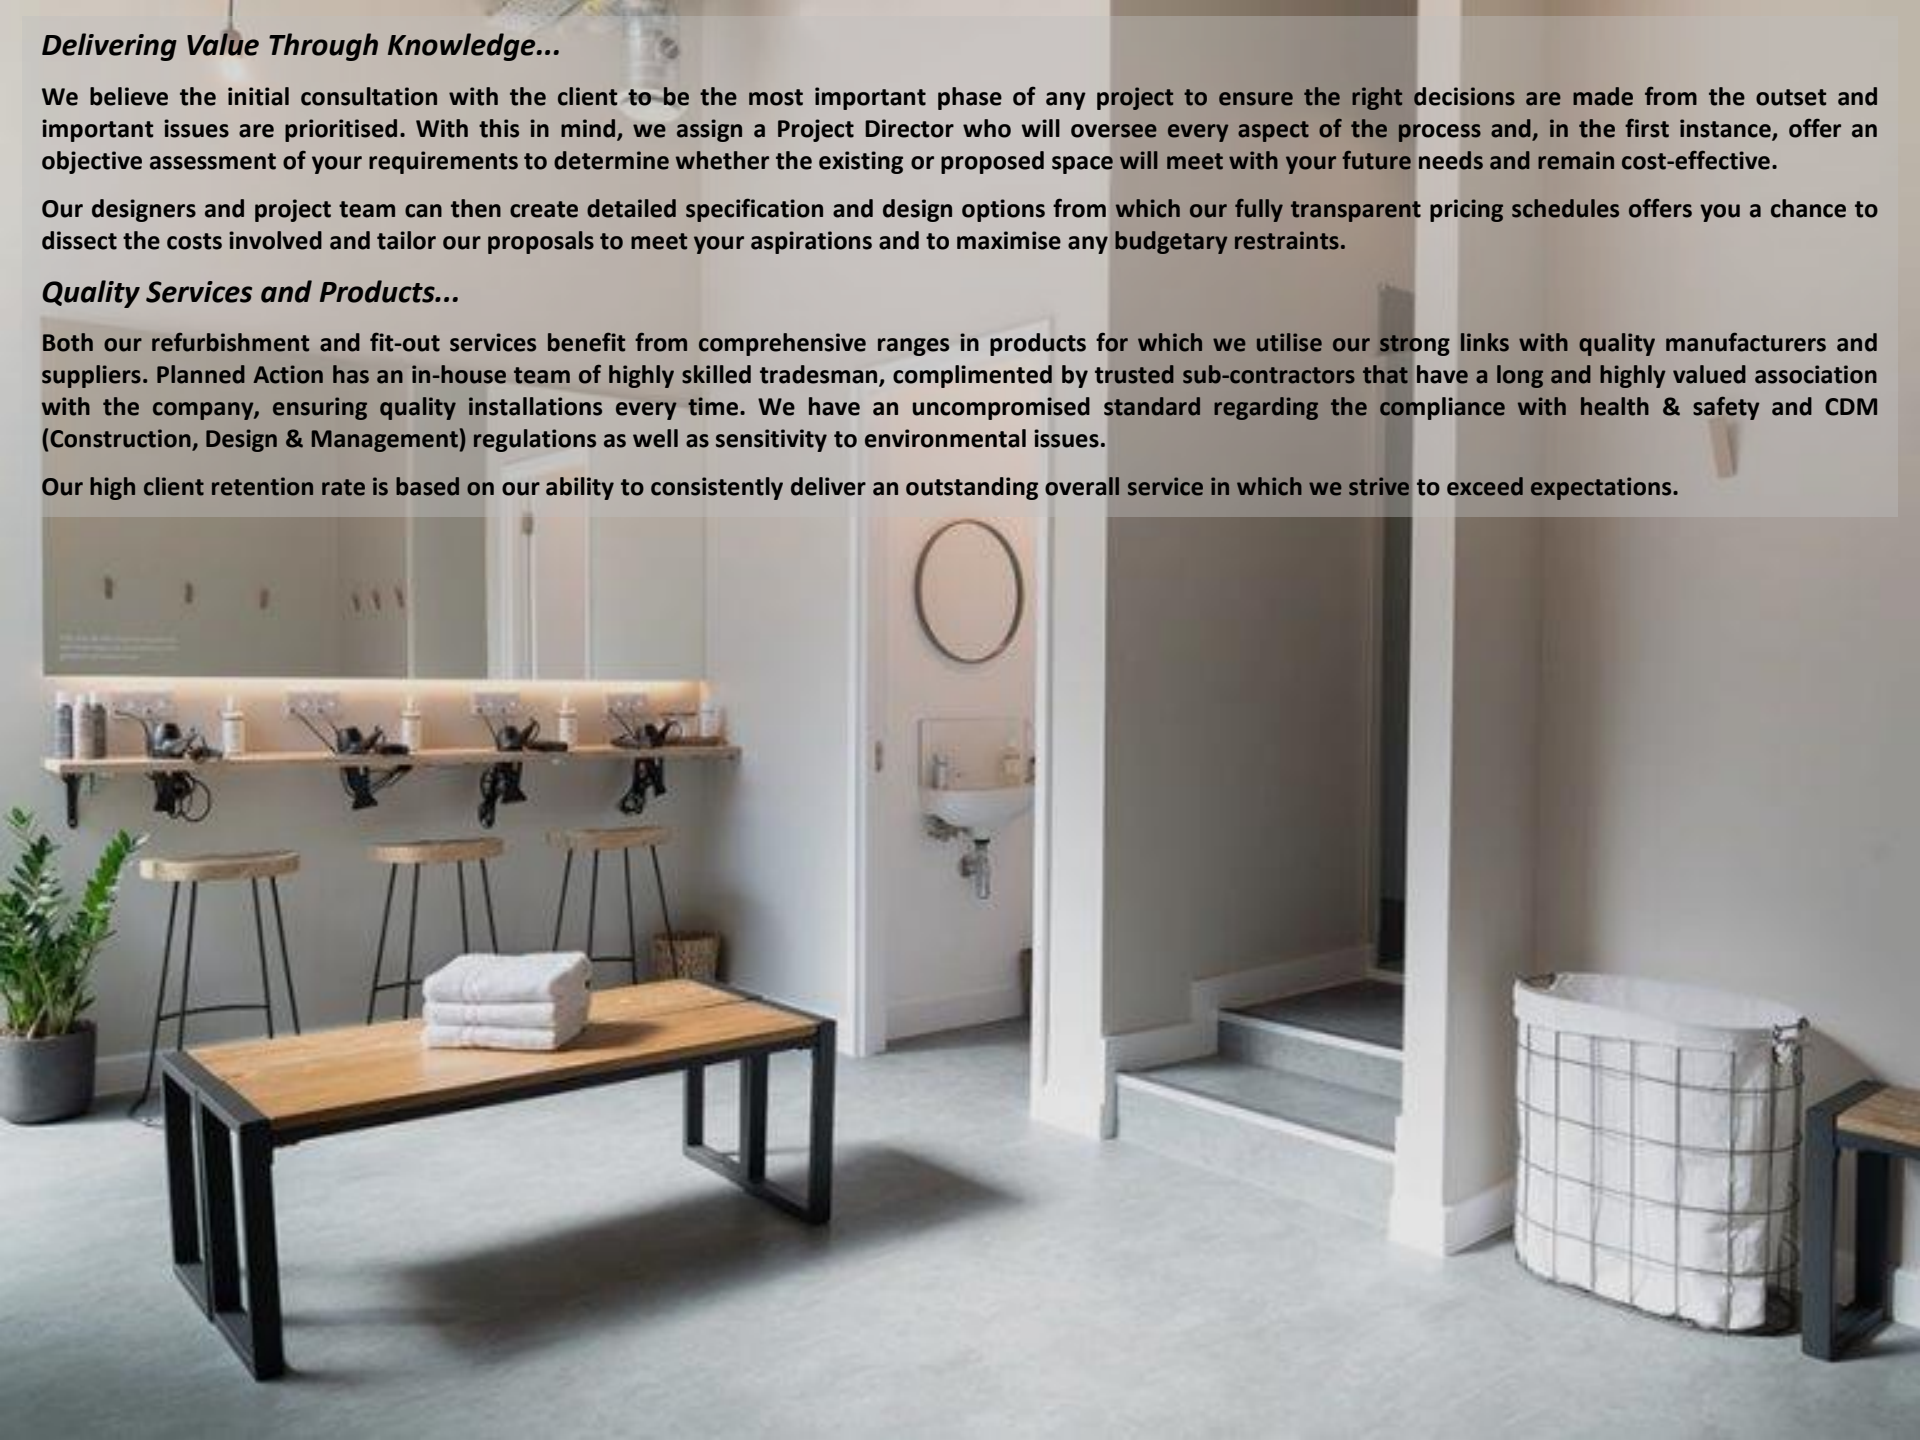 Delivering Value Through Knowledge...
We believe the initial consultation with the client to be the most important phase of any project to ensure the right decisions are made from the outset and
important issues are prioritised. With this in mind, we assign a Project Director who will oversee every aspect of the process and, in the first instance, offer an
objective assessment of your requirements to determine whether the existing or proposed space will meet with your future needs and remain cost-effective.
Our designers and project team can then create detailed specification and design options from which our fully transparent pricing schedules offers you a chance to
dissect the costs involved and tailor our proposals to meet your aspirations and to maximise any budgetary restraints.
Quality Services and Products...
Both our refurbishment and fit-out services benefit from comprehensive ranges in products for which we utilise our strong links with quality manufacturers and
suppliers. Planned Action has an in-house team of highly skilled tradesman, complimented by trusted sub-contractors that have a long and highly valued association
with the company, ensuring quality installations every time. We have an uncompromised standard regarding the compliance with health & safety and CDM
(Construction, Design & Management) regulations as well as sensitivity to environmental issues.
Our high client retention rate is based on our ability to consistently deliver an outstanding overall service in which we strive to exceed expectations.